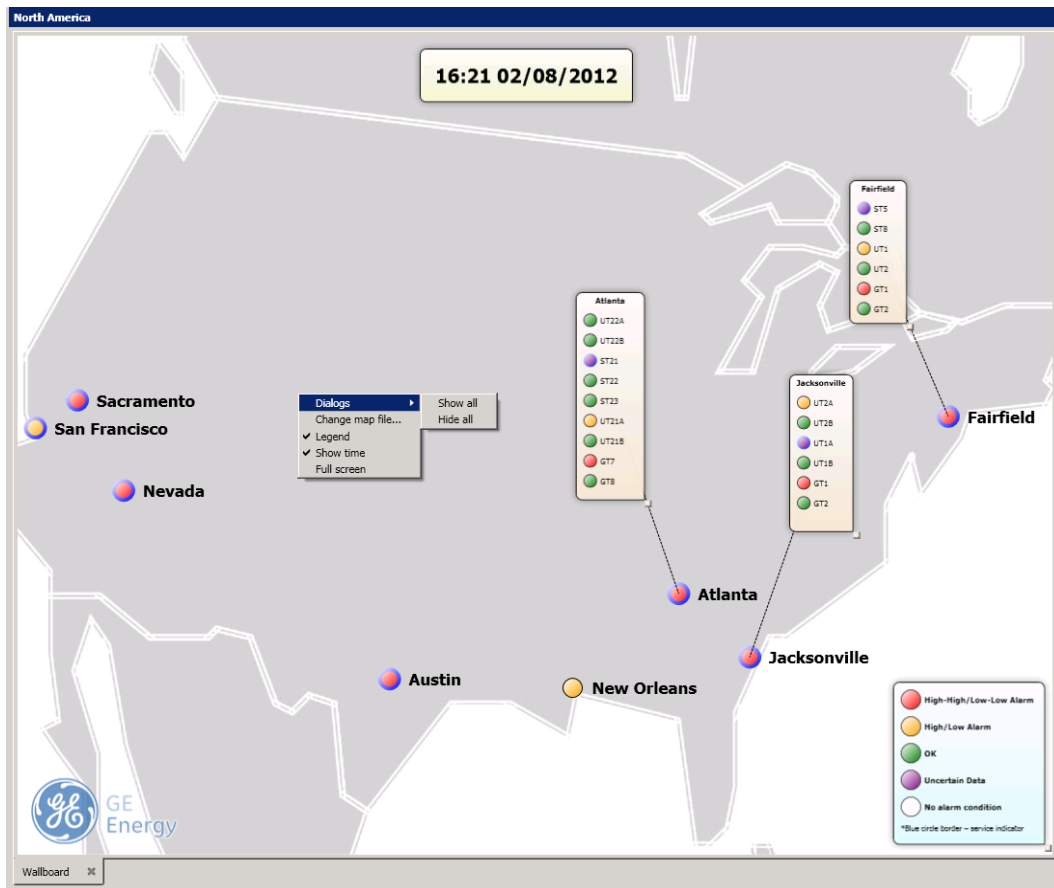 North America
16:21 02/08/2012
Fairfield
ST5
ST8
UT1
UT2
GT1
GT2
Atlanta
UT22A
UT22B
ST21
ST22
ST23
UT21A
UT21B
GT7
GT8
Jacksonville
UT2A
UT2B
UT1A
UT1B
GT1
GT2
Sacramento
San Francisco
Nevada
Dialogs
Show all
Hide all
Change map file...
Legend
Show time
Full screen
Fairfield
Atlanta
Jacksonville
Austin
New Orleans
High-High/Low-Low Alarm
High/Low Alarm
OK
Uncertain Data
No alarm condition
*Blue circle border – service indicator
GE
GE
Energy
Wallboard